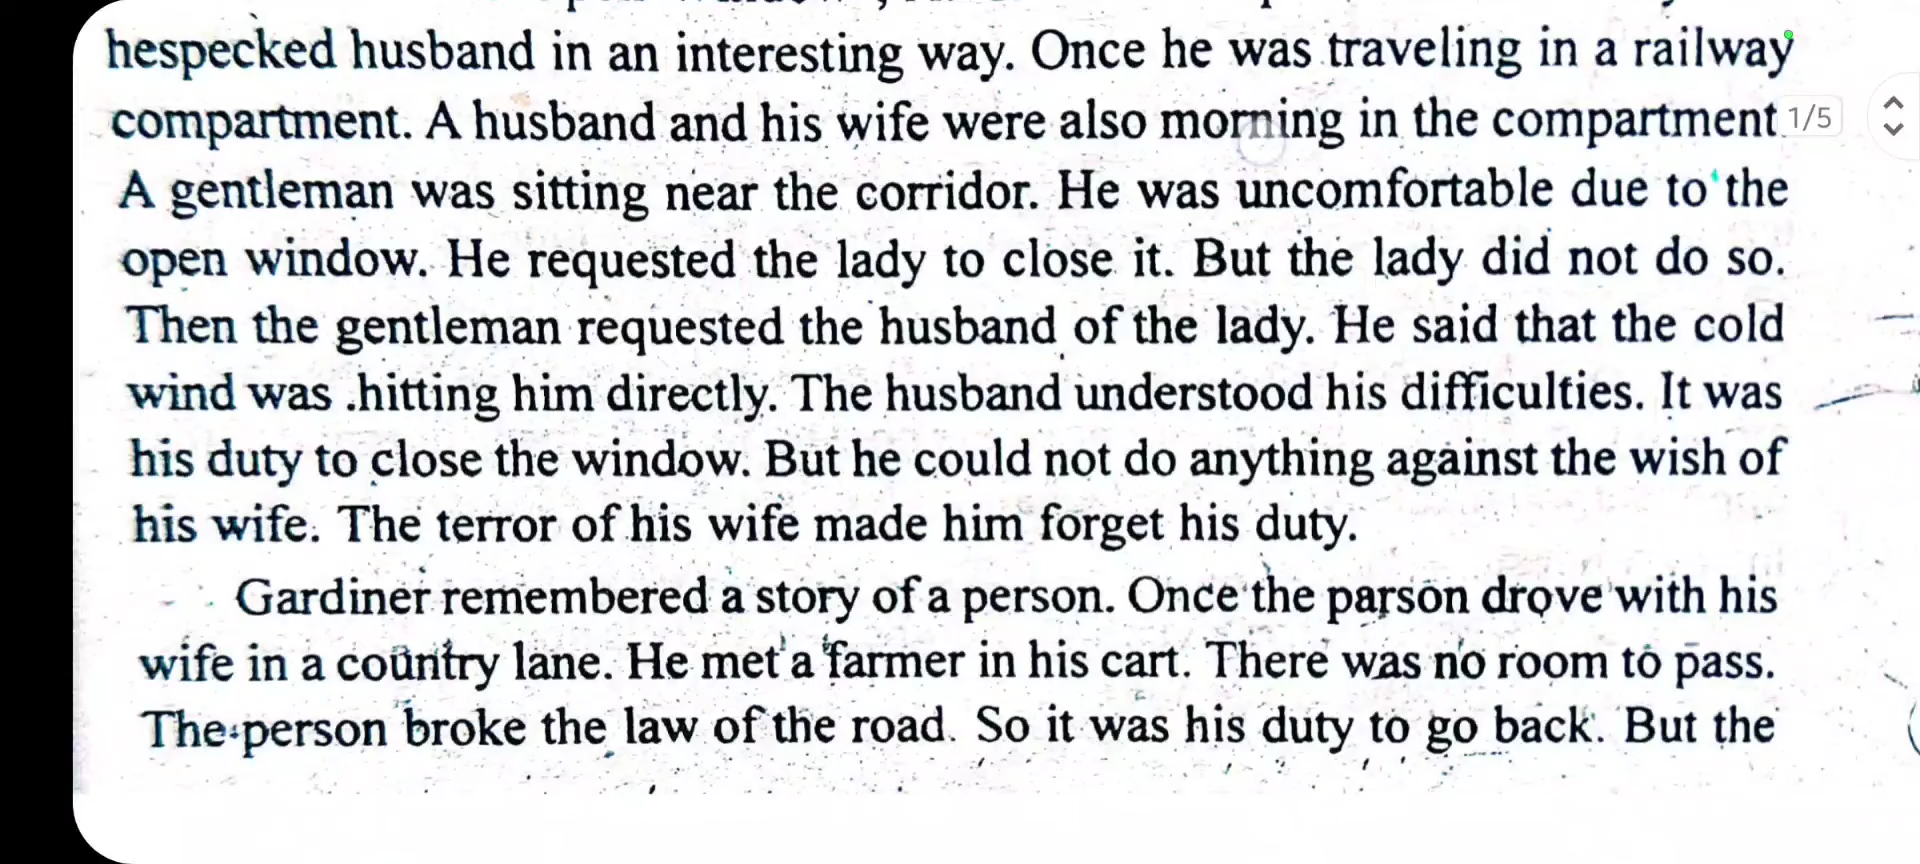 hespecked husband in an interesting way. Once he was traveling in a railway
compartment. A husband and his wife were also morning in the compartment.
1/5
A gentleman was sitting near the corridor. He was uncomfortable due to the
open window. He requested the lady to close it. But the lady did not do so.
Then the gentleman requested the husband of the lady. He said that the cold
wind was .hitting him directly. The husband understood his difficulties. It was
his duty to close the window. But he could not do anything against the wish of
his wife. The terror of his wife made him forget his duty.
Gardiner remembered a story of a person. Once the parson drove with his
wife in a country lane. He met a farmer in his cart. There was no room to pass.
The person broke the law of the road. So it was his duty to go back. But the